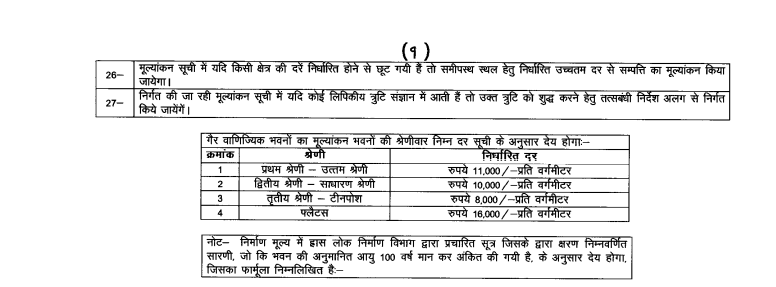 (९)
26– मूल्यांकन सूची में यदि किसी क्षेत्र की दरें निर्धारित होने से छूट गयी हैं तो समीपस्थ स्थल हेतु निर्धारित उच्चतम दर से सम्पत्ति का मूल्यांकन किया
जायेगा।
27– निर्गत की जा रही मूल्यांकन सूची में यदि कोई लिपिकीय त्रुटि संज्ञान में आती हैं तो उक्त त्रुटि को शुद्ध करने हेतु तत्सबंधी निर्देश अलग से निर्गत
किये जायेंगें।
गैर वाणिज्यिक भवनों का मूल्यांकन भवनों की श्रेणीवार निम्न दर सूची के अनुसार देय होगाः–
क्रमांक श्रेणी निर्धारित दर
1 प्रथम श्रेणी – उत्तम श्रेणी रुपये 11,000/–प्रति वर्गमीटर
2 द्वितीय श्रेणी – साधारण श्रेणी रुपये 10,000/–प्रति वर्गमीटर
3 तृतीय श्रेणी – टीनपोश रुपये 8,000/–प्रति वर्गमीटर
4 फ्लैटस रुपये 16,000/–प्रति वर्गमीटर
नोट– निर्माण मूल्य में ह्रास लोक निर्माण विभाग द्वारा प्रचारित सूत्र जिसके द्वारा क्षरण निम्नवर्णित
सारणी, जो कि भवन की अनुमानित आयु 100 वर्ष मान कर अंकित की गयी है, के अनुसार देय होगा,
जिसका फार्मूला निम्नलिखित हैः–